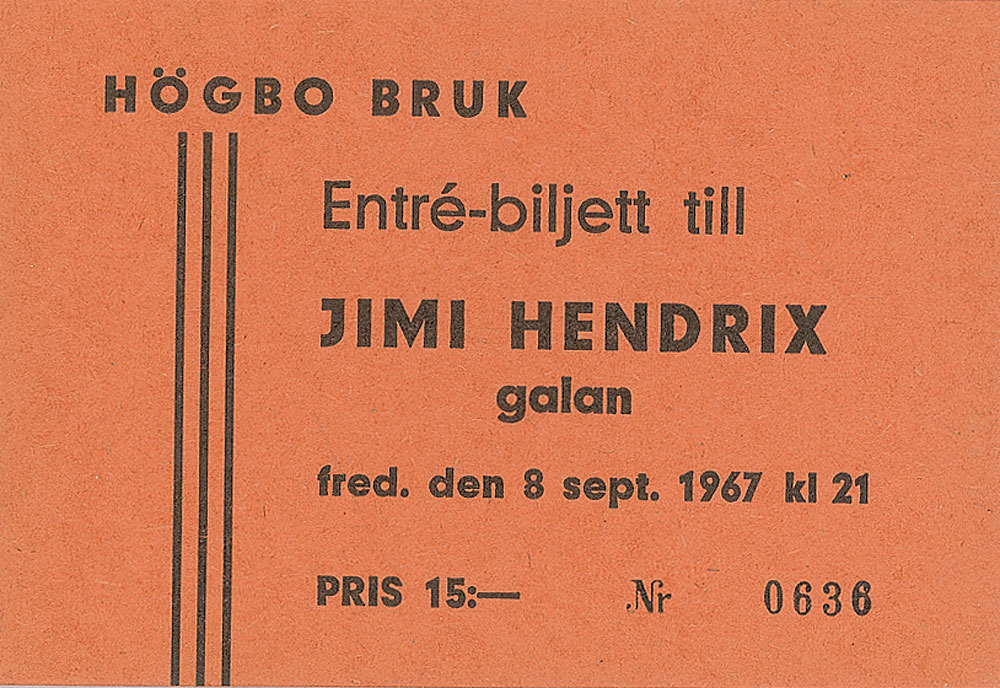 HÖGBO BRUK
Entré-biljett till
JIMI HENDRIX
galan
fred. den 8 sept. 1967 kl 21
PRIS 15:— Nr 0636